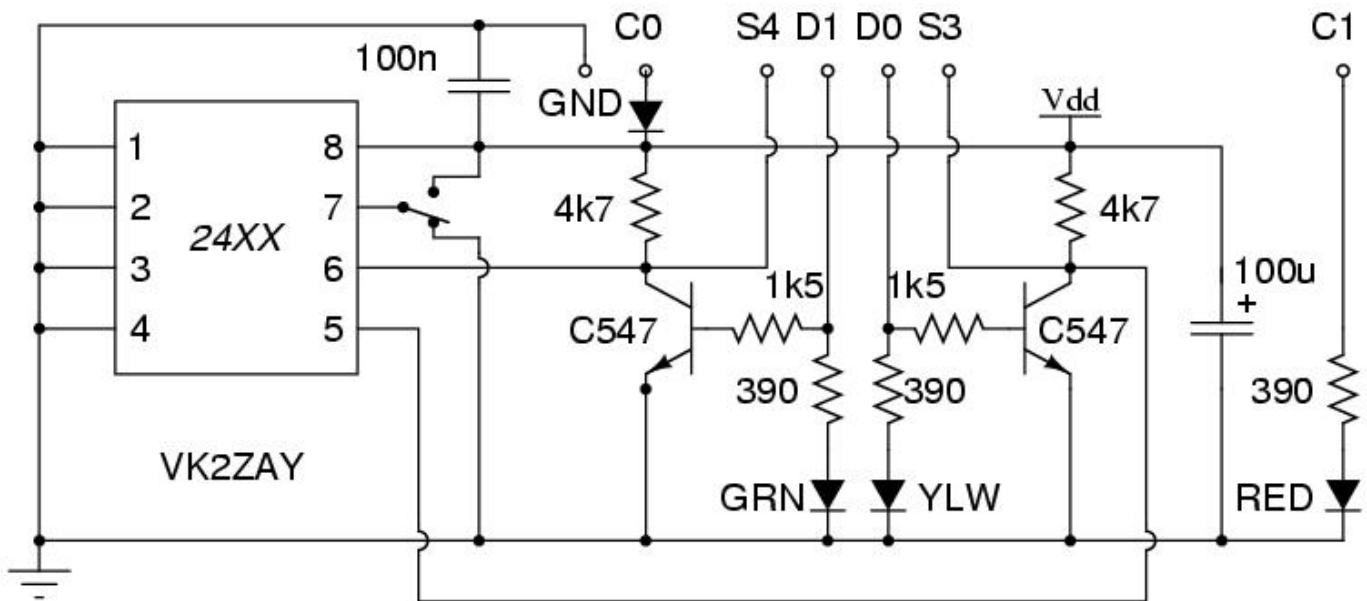 C0 S4 D1 D0 S3 C1
100n
GND
Vdd
1 8
2 7
24XX
3 6
4 5
4k7
4k7
1k5 1k5
100u
+
C547
C547
390 390
390
VK2ZAY
GRN YLW RED